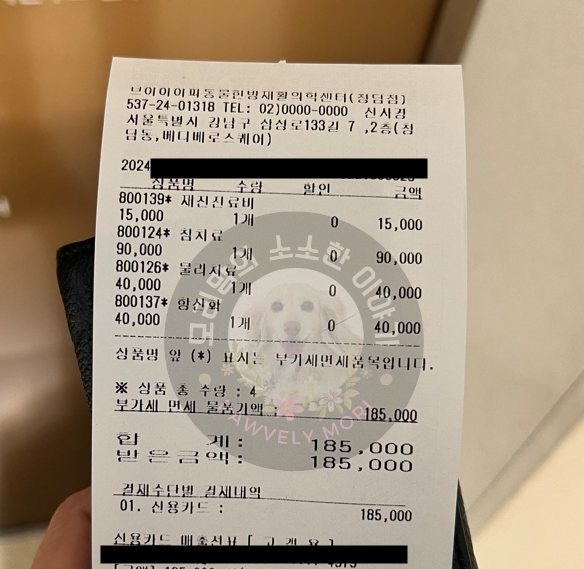 브이아이피동물한방재활의학센터(청담점)
537-24-01318 TEL: 02)0000-0000 신사경
서울특별시 강남구 삼성로133길 7 ,2층(청
담동,베니베로스퀘어)
2024
상품명 수량 할인 금액
800139* 재진진료비
15,000 1개 0 15,000
800124* 침치료
90,000 1개 0 90,000
800126* 물리치료
40,000 1개 0 40,000
800137* 항산화
40,000 1개 0 40,000
상품명 앞 (*) 표시는 부가세면세품목입니다.
※ 상품 총 수량 : 4
부가세 면세 물품가액 : 185,000
합 계 : 185,000
받은금액 : 185,000
결제수단별 결제내역
01. 신용카드 : 185,000
신용카드 매출전표 [ 고 객 용 ]
모리맘의 소소한 이야기
PAWVELY MORI